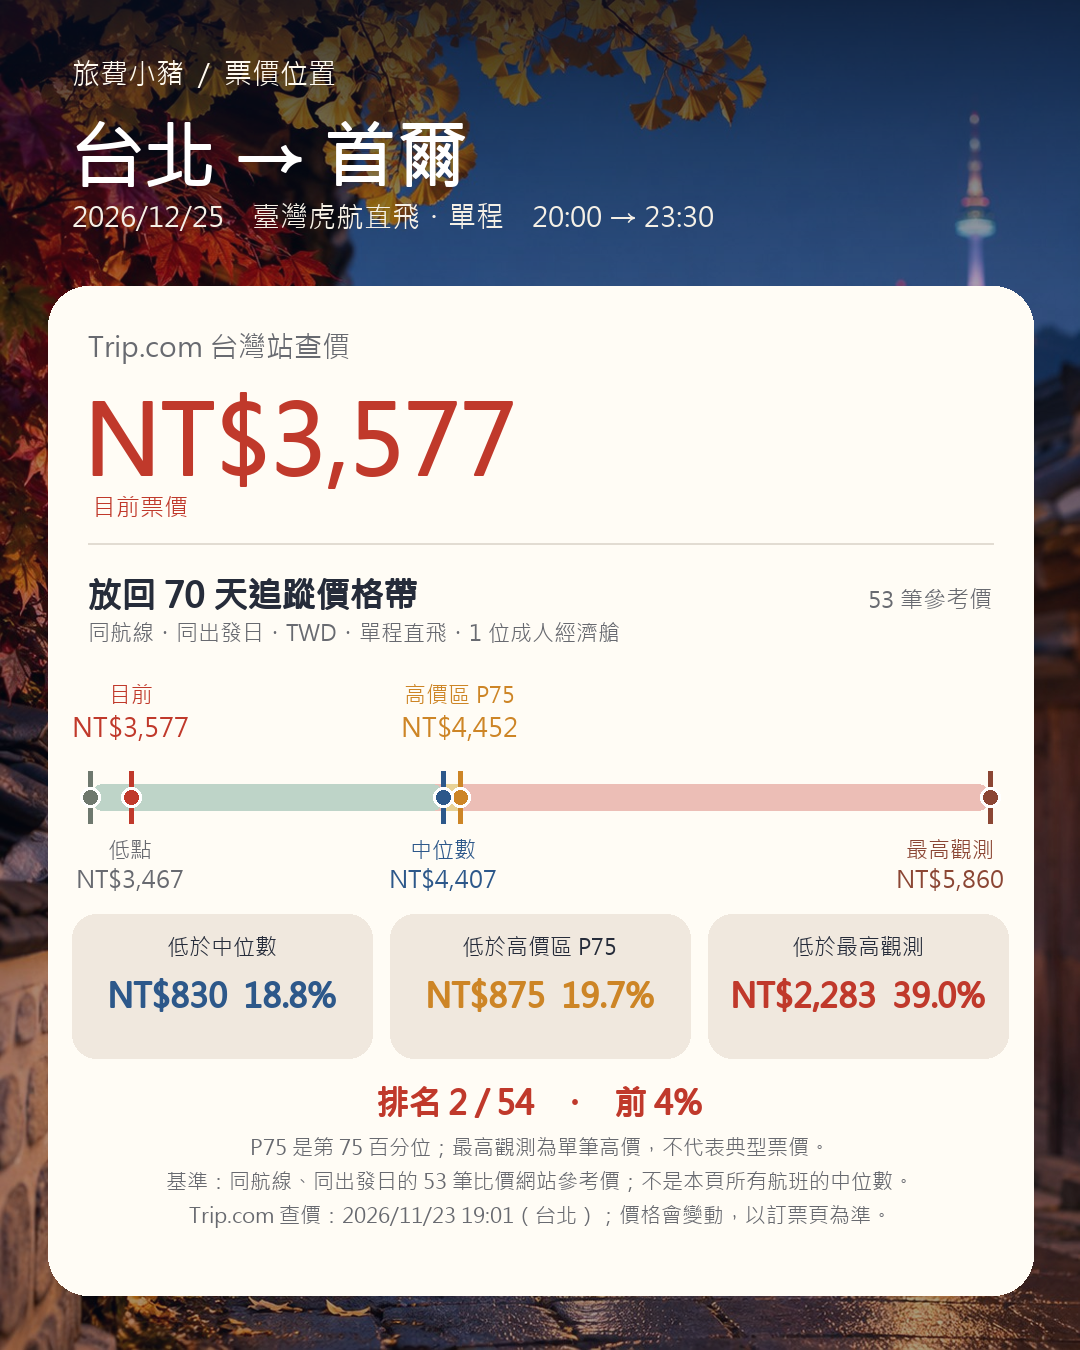 旅費小豬 / 票價位置
台北 → 首爾
2026/12/25 臺灣虎航直飛 · 單程 20:00 → 23:30
Trip.com 台灣站查價
NT$3,577
目前票價
放回 70 天追蹤價格帶
53 筆參考價
同航線 · 同出發日 · TWD · 單程直飛 · 1 位成人經濟艙
目前
NT$3,577
高價區 P75
NT$4,452
低點
NT$3,467
中位數
NT$4,407
最高觀測
NT$5,860
低於中位數
NT$830 18.8%
低於高價區 P75
NT$875 19.7%
低於最高觀測
NT$2,283 39.0%
排名 2 / 54 · 前 4%
P75 是第 75 百分位；最高觀測為單筆高價，不代表典型票價。
基準：同航線、同出發日的 53 筆比價網站參考價；不是本頁所有航班的中位數。
Trip.com 查價：2026/11/23 19:01（台北）；價格會變動，以訂票頁為準。